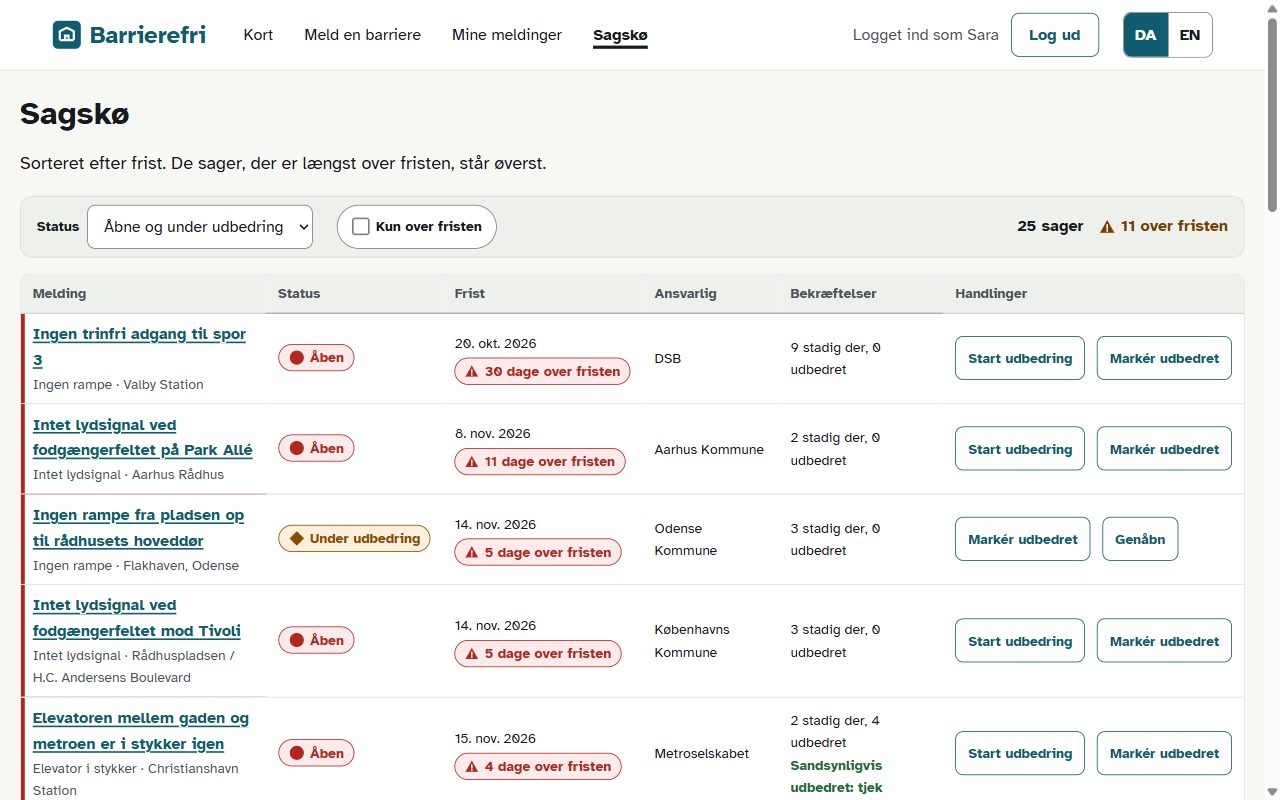 Barrierefri Kort Meld en barriere Mine meldinger Sagskø Logget ind som Sara Log ud DA EN
Sagskø
Sorteret efter frist. De sager, der er længst over fristen, står øverst.
Status Åbne og under udbedring Kun over fristen 25 sager 11 over fristen
Melding Status Frist Ansvarlig Bekræftelser Handlinger
Ingen trinfri adgang til spor
3
Ingen rampe · Valby Station
Åben
20. okt. 2026
30 dage over fristen
DSB
9 stadig der, 0
udbedret
Start udbedring Markér udbedret
Intet lydsignal ved
fodgængerfeltet på Park Allé
Intet lydsignal · Aarhus Rådhus
Åben
8. nov. 2026
11 dage over fristen
Aarhus Kommune
2 stadig der, 0
udbedret
Start udbedring Markér udbedret
Ingen rampe fra pladsen op
til rådhusets hoveddør
Ingen rampe · Flakhaven, Odense
Under udbedring
14. nov. 2026
5 dage over fristen
Odense
Kommune
3 stadig der, 0
udbedret
Markér udbedret Genåbn
Intet lydsignal ved
fodgængerfeltet mod Tivoli
Intet lydsignal · Rådhuspladsen /
H.C. Andersens Boulevard
Åben
14. nov. 2026
5 dage over fristen
Københavns
Kommune
3 stadig der, 0
udbedret
Start udbedring Markér udbedret
Elevatoren mellem gaden og
metroen er i stykker igen
Elevator i stykker · Christianshavn
Station
Åben
15. nov. 2026
4 dage over fristen
Metroselskabet
2 stadig der, 4
udbedret
Sandsynligvis
udbedret: tjek
Start udbedring Markér udbedret